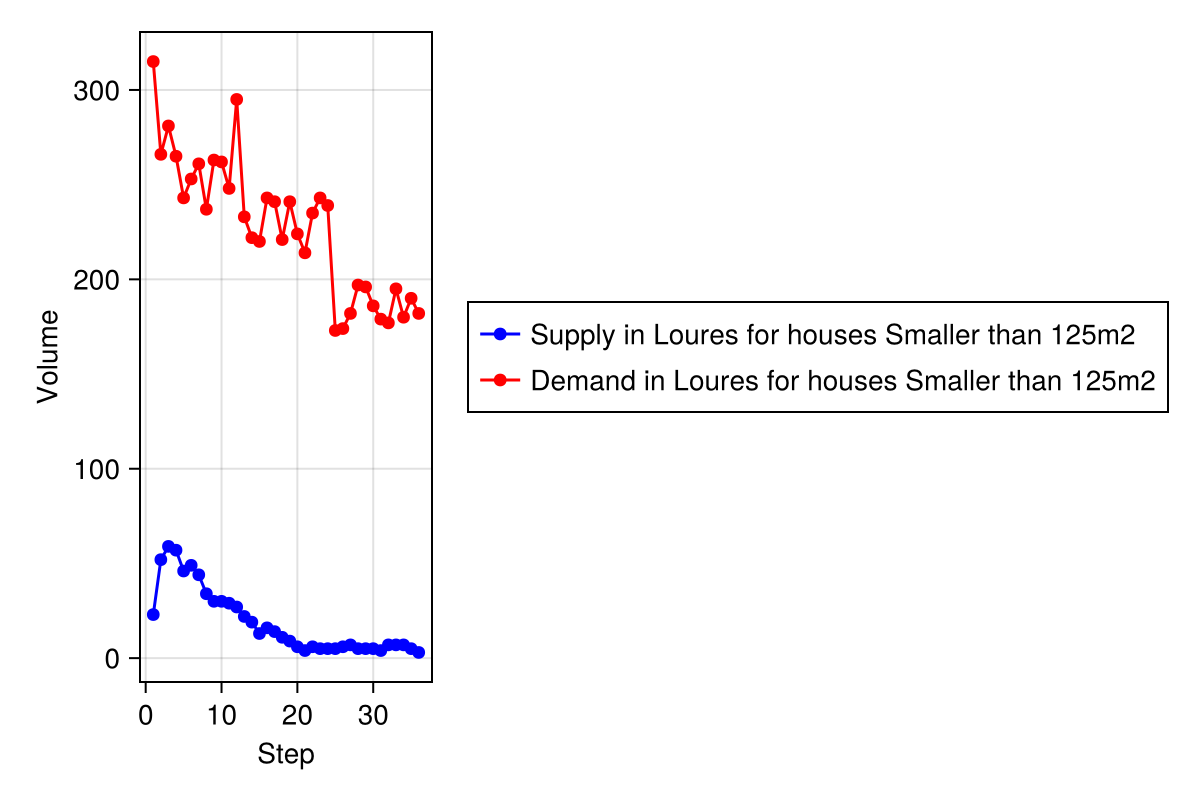 Volume
300
200
100
0
0 10 20 30
Step
Supply in Loures for houses Smaller than 125m2
Demand in Loures for houses Smaller than 125m2